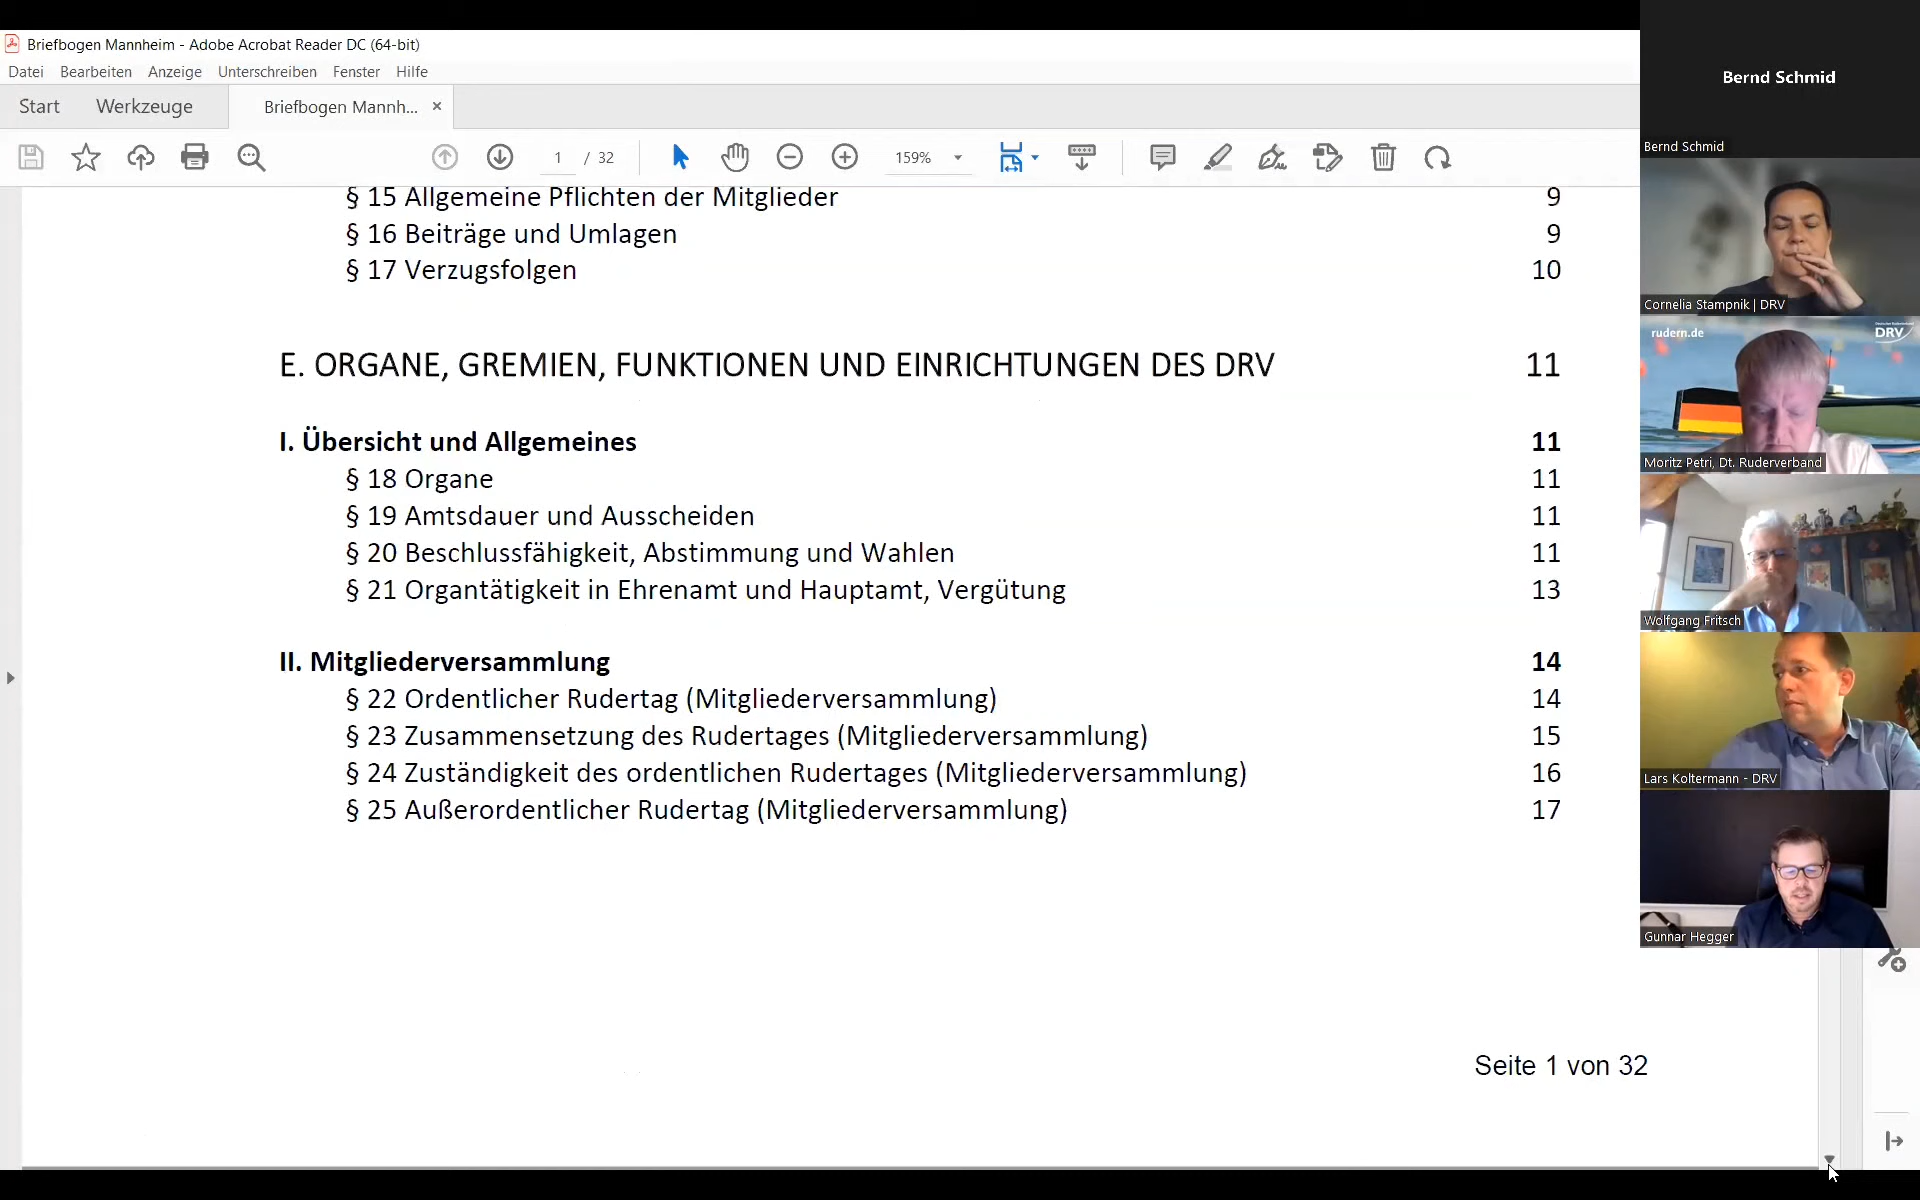 Briefbogen Mannheim - Adobe Acrobat Reader DC (64-bit)
Datei Bearbeiten Anzeige Unterschreiben Fenster Hilfe
Start Werkzeuge Briefbogen Mannh... ×
1 / 32 159%
§ 15 Allgemeine Pflichten der Mitglieder 9
§ 16 Beiträge und Umlagen 9
§ 17 Verzugsfolgen 10
E. ORGANE, GREMIEN, FUNKTIONEN UND EINRICHTUNGEN DES DRV 11
I. Übersicht und Allgemeines 11
§ 18 Organe 11
§ 19 Amtsdauer und Ausscheiden 11
§ 20 Beschlussfähigkeit, Abstimmung und Wahlen 11
§ 21 Organtätigkeit in Ehrenamt und Hauptamt, Vergütung 13
II. Mitgliederversammlung 14
§ 22 Ordentlicher Rudertag (Mitgliederversammlung) 14
§ 23 Zusammensetzung des Rudertages (Mitgliederversammlung) 15
§ 24 Zuständigkeit des ordentlichen Rudertages (Mitgliederversammlung) 16
§ 25 Außerordentlicher Rudertag (Mitgliederversammlung) 17
Seite 1 von 32
Bernd Schmid
Bernd Schmid
Cornelia Stampnik | DRV
rudern.de
DRV
Moritz Petri, Dt. Ruderverband
Wolfgang Fritsch
Lars Koltermann - DRV
Gunnar Hegger